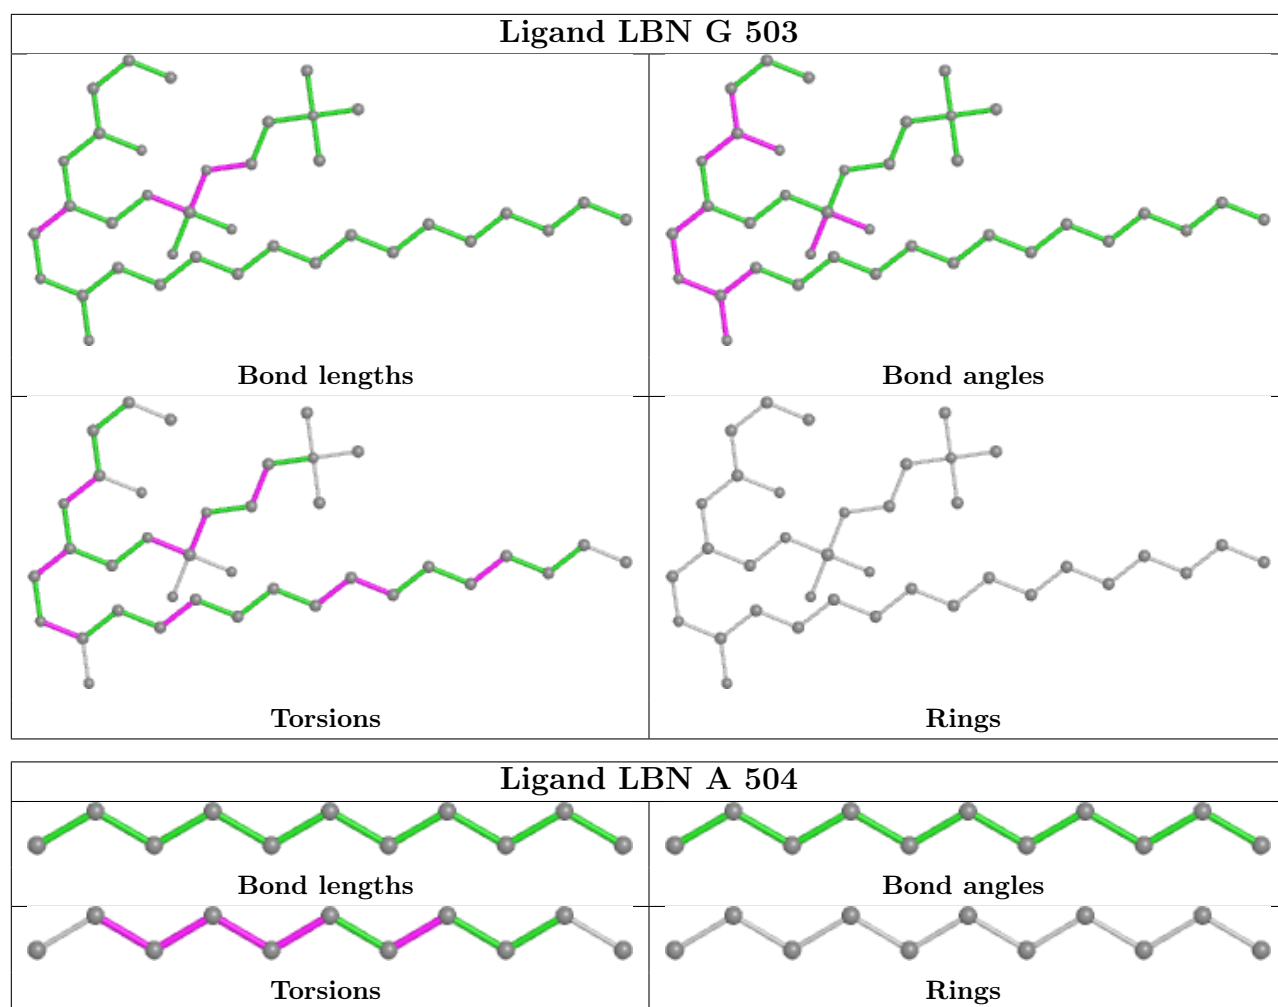 Ligand LBN G 503
Bond lengths
Bond angles
Torsions
Rings
Ligand LBN A 504
Bond lengths
Bond angles
Torsions
Rings